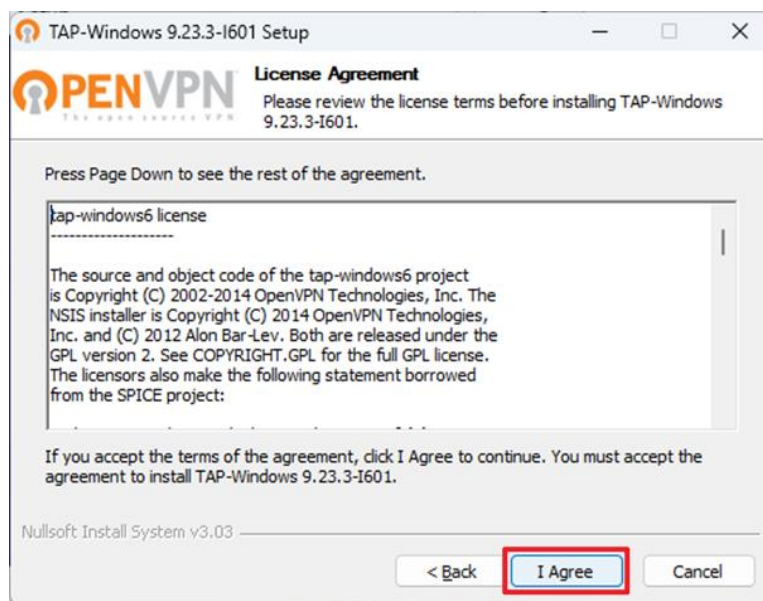 TAP-Windows 9.23.3-I601 Setup
OPENVPN
The open source VPN
License Agreement
Please review the license terms before installing TAP-Windows
9.23.3-I601.
Press Page Down to see the rest of the agreement.
tap-windows6 license
--------------------
The source and object code of the tap-windows6 project
is Copyright (C) 2002-2014 OpenVPN Technologies, Inc. The
NSIS installer is Copyright (C) 2014 OpenVPN Technologies,
Inc. and (C) 2012 Alon Bar-Lev. Both are released under the
GPL version 2. See COPYRIGHT.GPL for the full GPL license.
The licensors also make the following statement borrowed
from the SPICE project:
If you accept the terms of the agreement, click I Agree to continue. You must accept the
agreement to install TAP-Windows 9.23.3-I601.
Nullsoft Install System v3.03
< Back
I Agree
Cancel